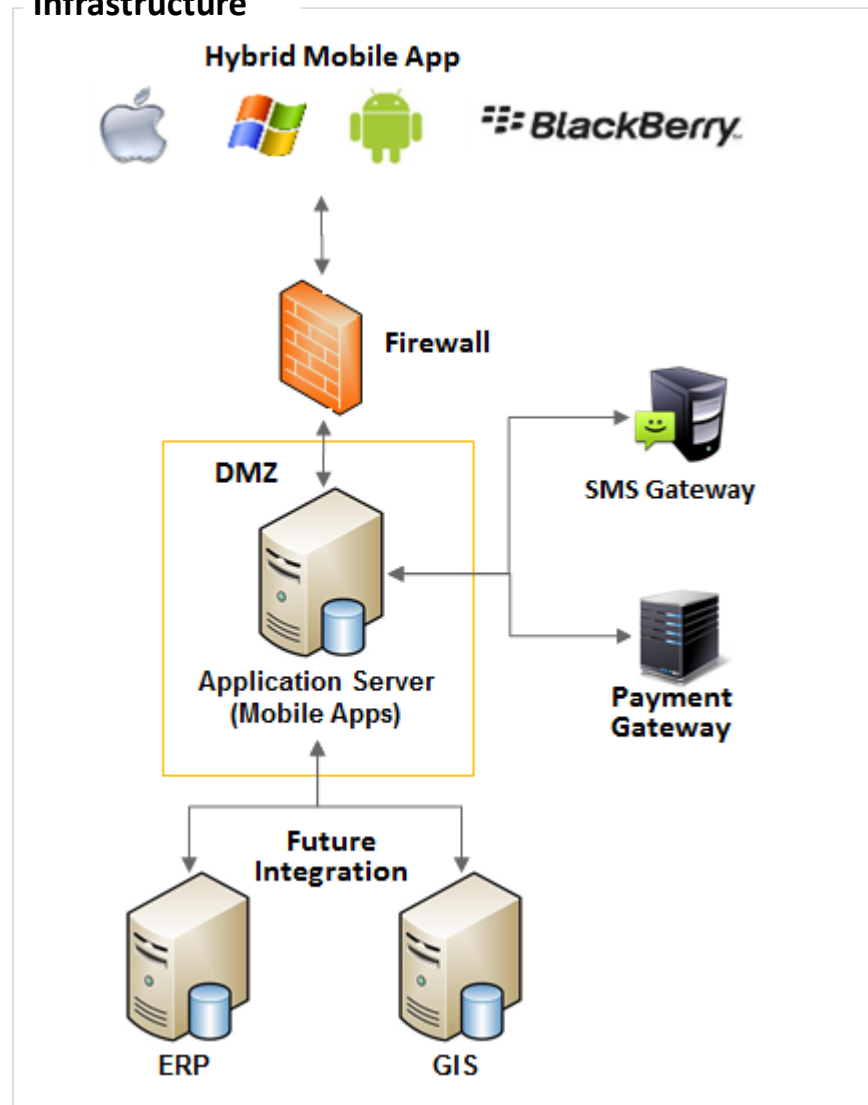 Infrastructure
Hybrid Mobile App
BlackBerry
Firewall
DMZ
SMS Gateway
Application Server
(Mobile Apps)
Payment
Gateway
Future
Integration
ERP
GIS